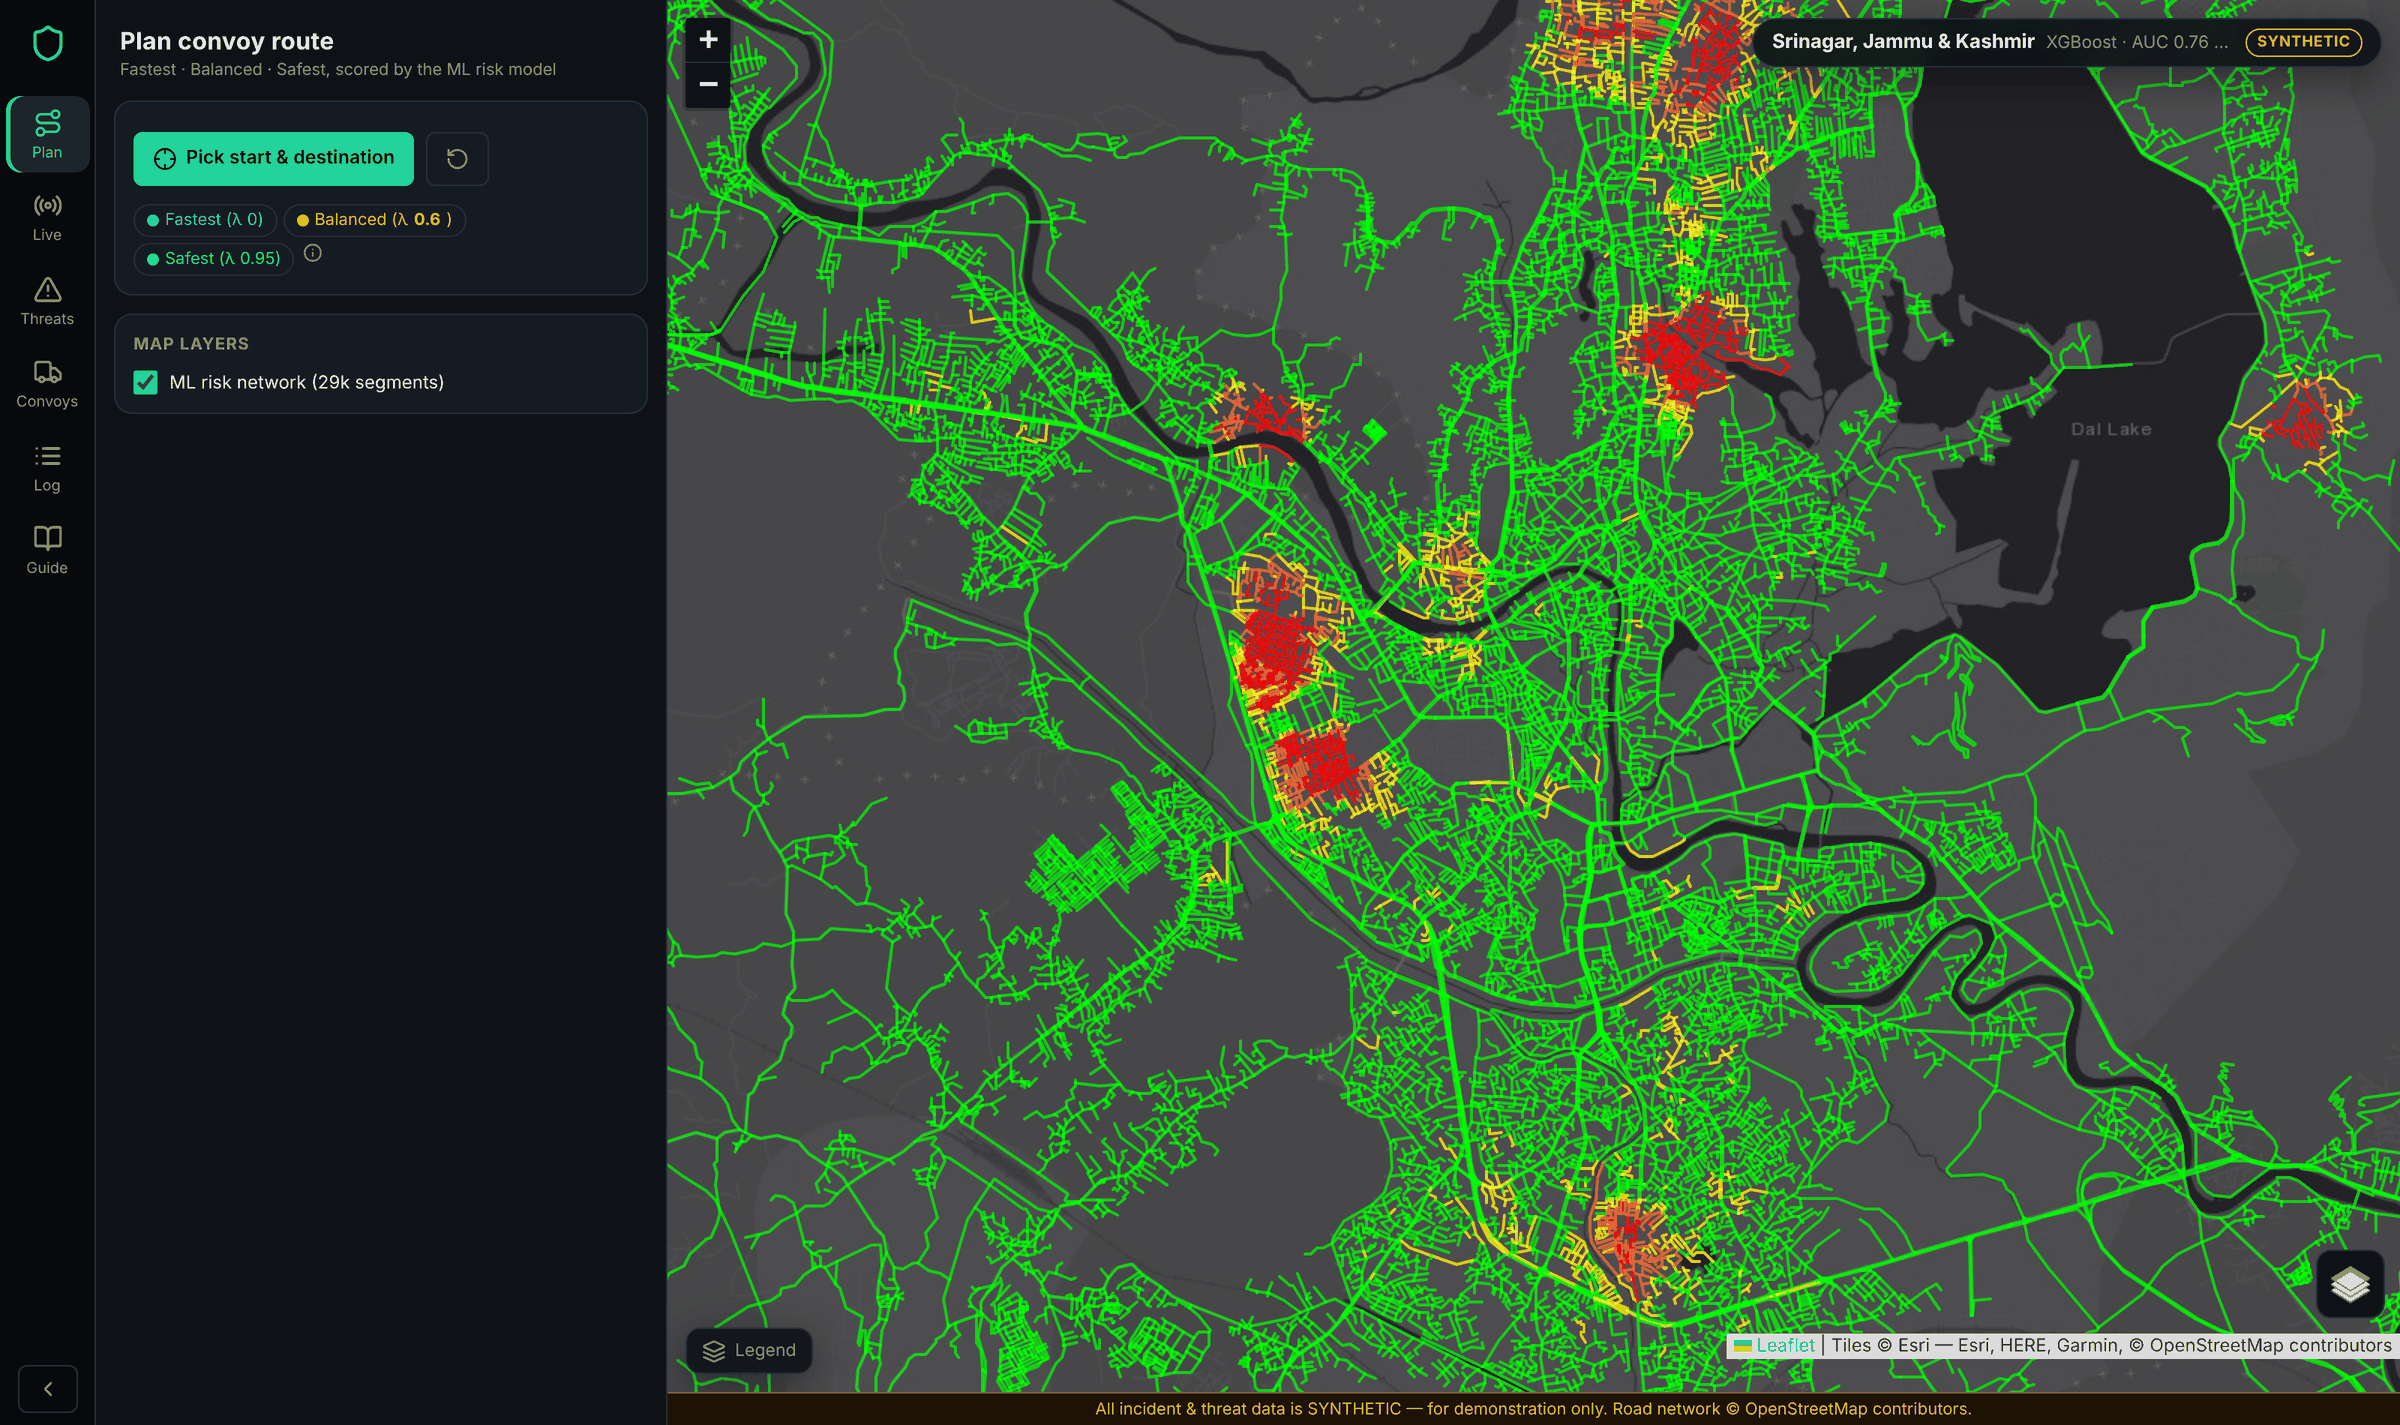 Plan convoy route
Fastest · Balanced · Safest, scored by the ML risk model
Pick start & destination
Fastest (λ 0)
Balanced (λ 0.6 )
Safest (λ 0.95)
MAP LAYERS
ML risk network (29k segments)
Plan
Live
Threats
Convoys
Log
Guide
+
−
Srinagar, Jammu & Kashmir XGBoost · AUC 0.76 ... SYNTHETIC
Dal Lake
Legend
Leaflet | Tiles © Esri — Esri, HERE, Garmin, © OpenStreetMap contributors
All incident & threat data is SYNTHETIC — for demonstration only. Road network © OpenStreetMap contributors.